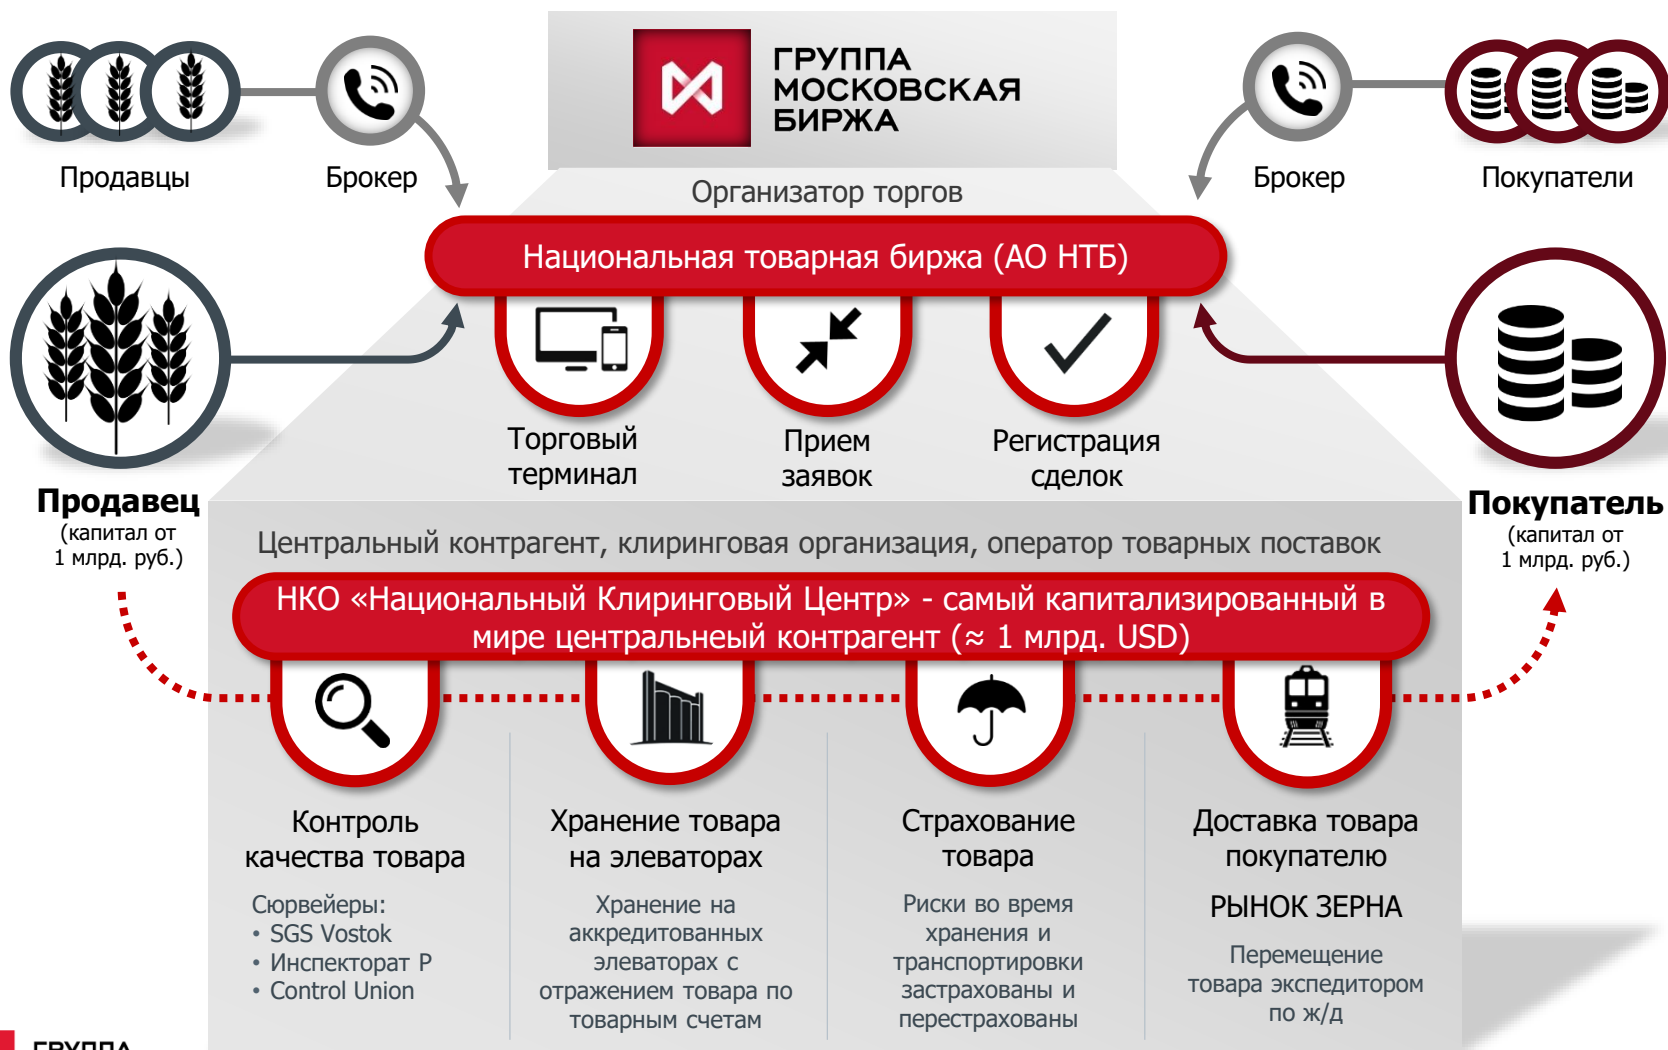 ГРУППА
МОСКОВСКАЯ
БИРЖА
Продавцы
Брокер
Брокер
Покупатели
Организатор торгов
Национальная товарная биржа (АО НТБ)
Торговый
терминал
Прием
заявок
Регистрация
сделок
Продавец
(капитал от
1 млрд. руб.)
Покупатель
(капитал от
1 млрд. руб.)
Центральный контрагент, клиринговая организация, оператор товарных поставок
НКО «Национальный Клиринговый Центр» - самый капитализированный в
мире центральнеый контрагент (≈ 1 млрд. USD)
Контроль
качества товара
Сюрвейеры:
• SGS Vostok
• Инспекторат Р
• Control Union
Хранение товара
на элеваторах
Хранение на
аккредитованных
элеваторах с
отражением товара по
товарным счетам
Страхование
товара
Риски во время
хранения и
транспортировки
застрахованы и
перестрахованы
Доставка товара
покупателю
РЫНОК ЗЕРНА
Перемещение
товара экспедитором
по ж/д
ГРУППА